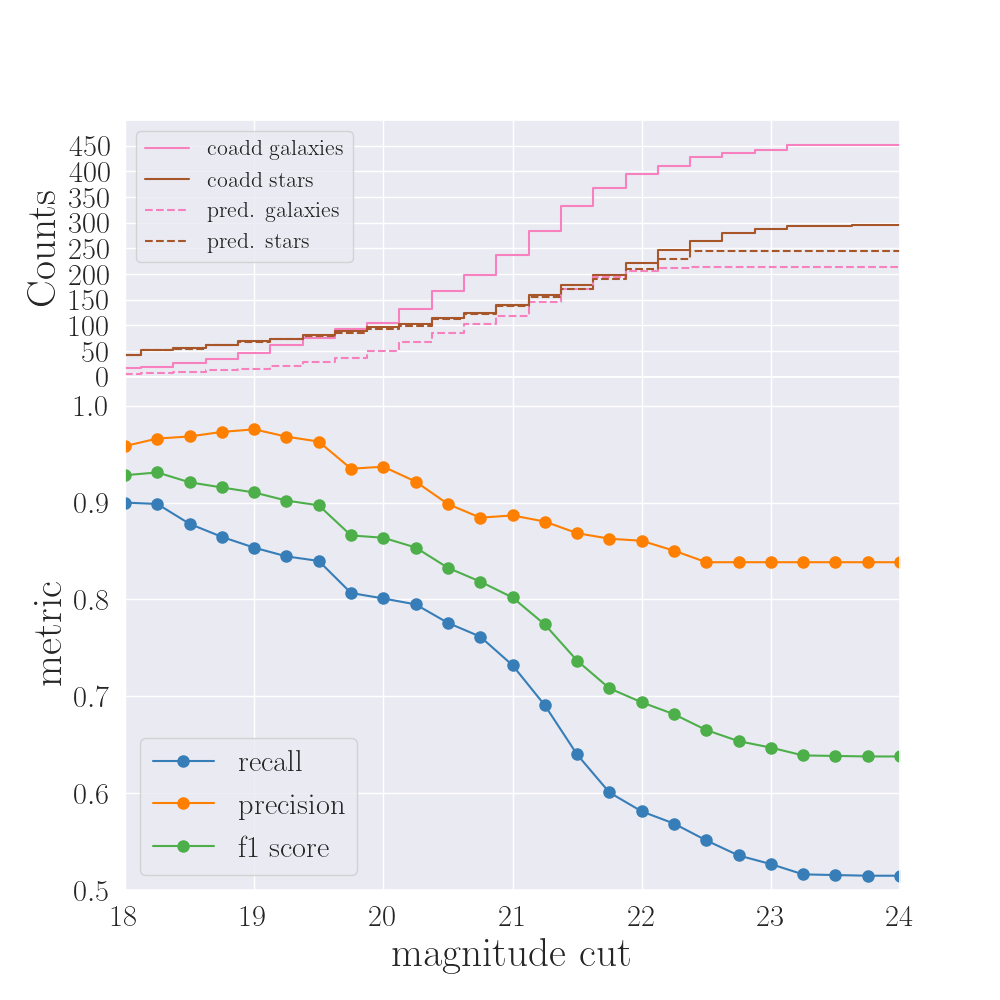 Counts
450
400
350
300
250
200
150
100
50
0
coadd galaxies
coadd stars
pred. galaxies
pred. stars
metric
1.0
0.9
0.8
0.7
0.6
0.5
recall
precision
f1 score
18 19 20 21 22 23 24
magnitude cut